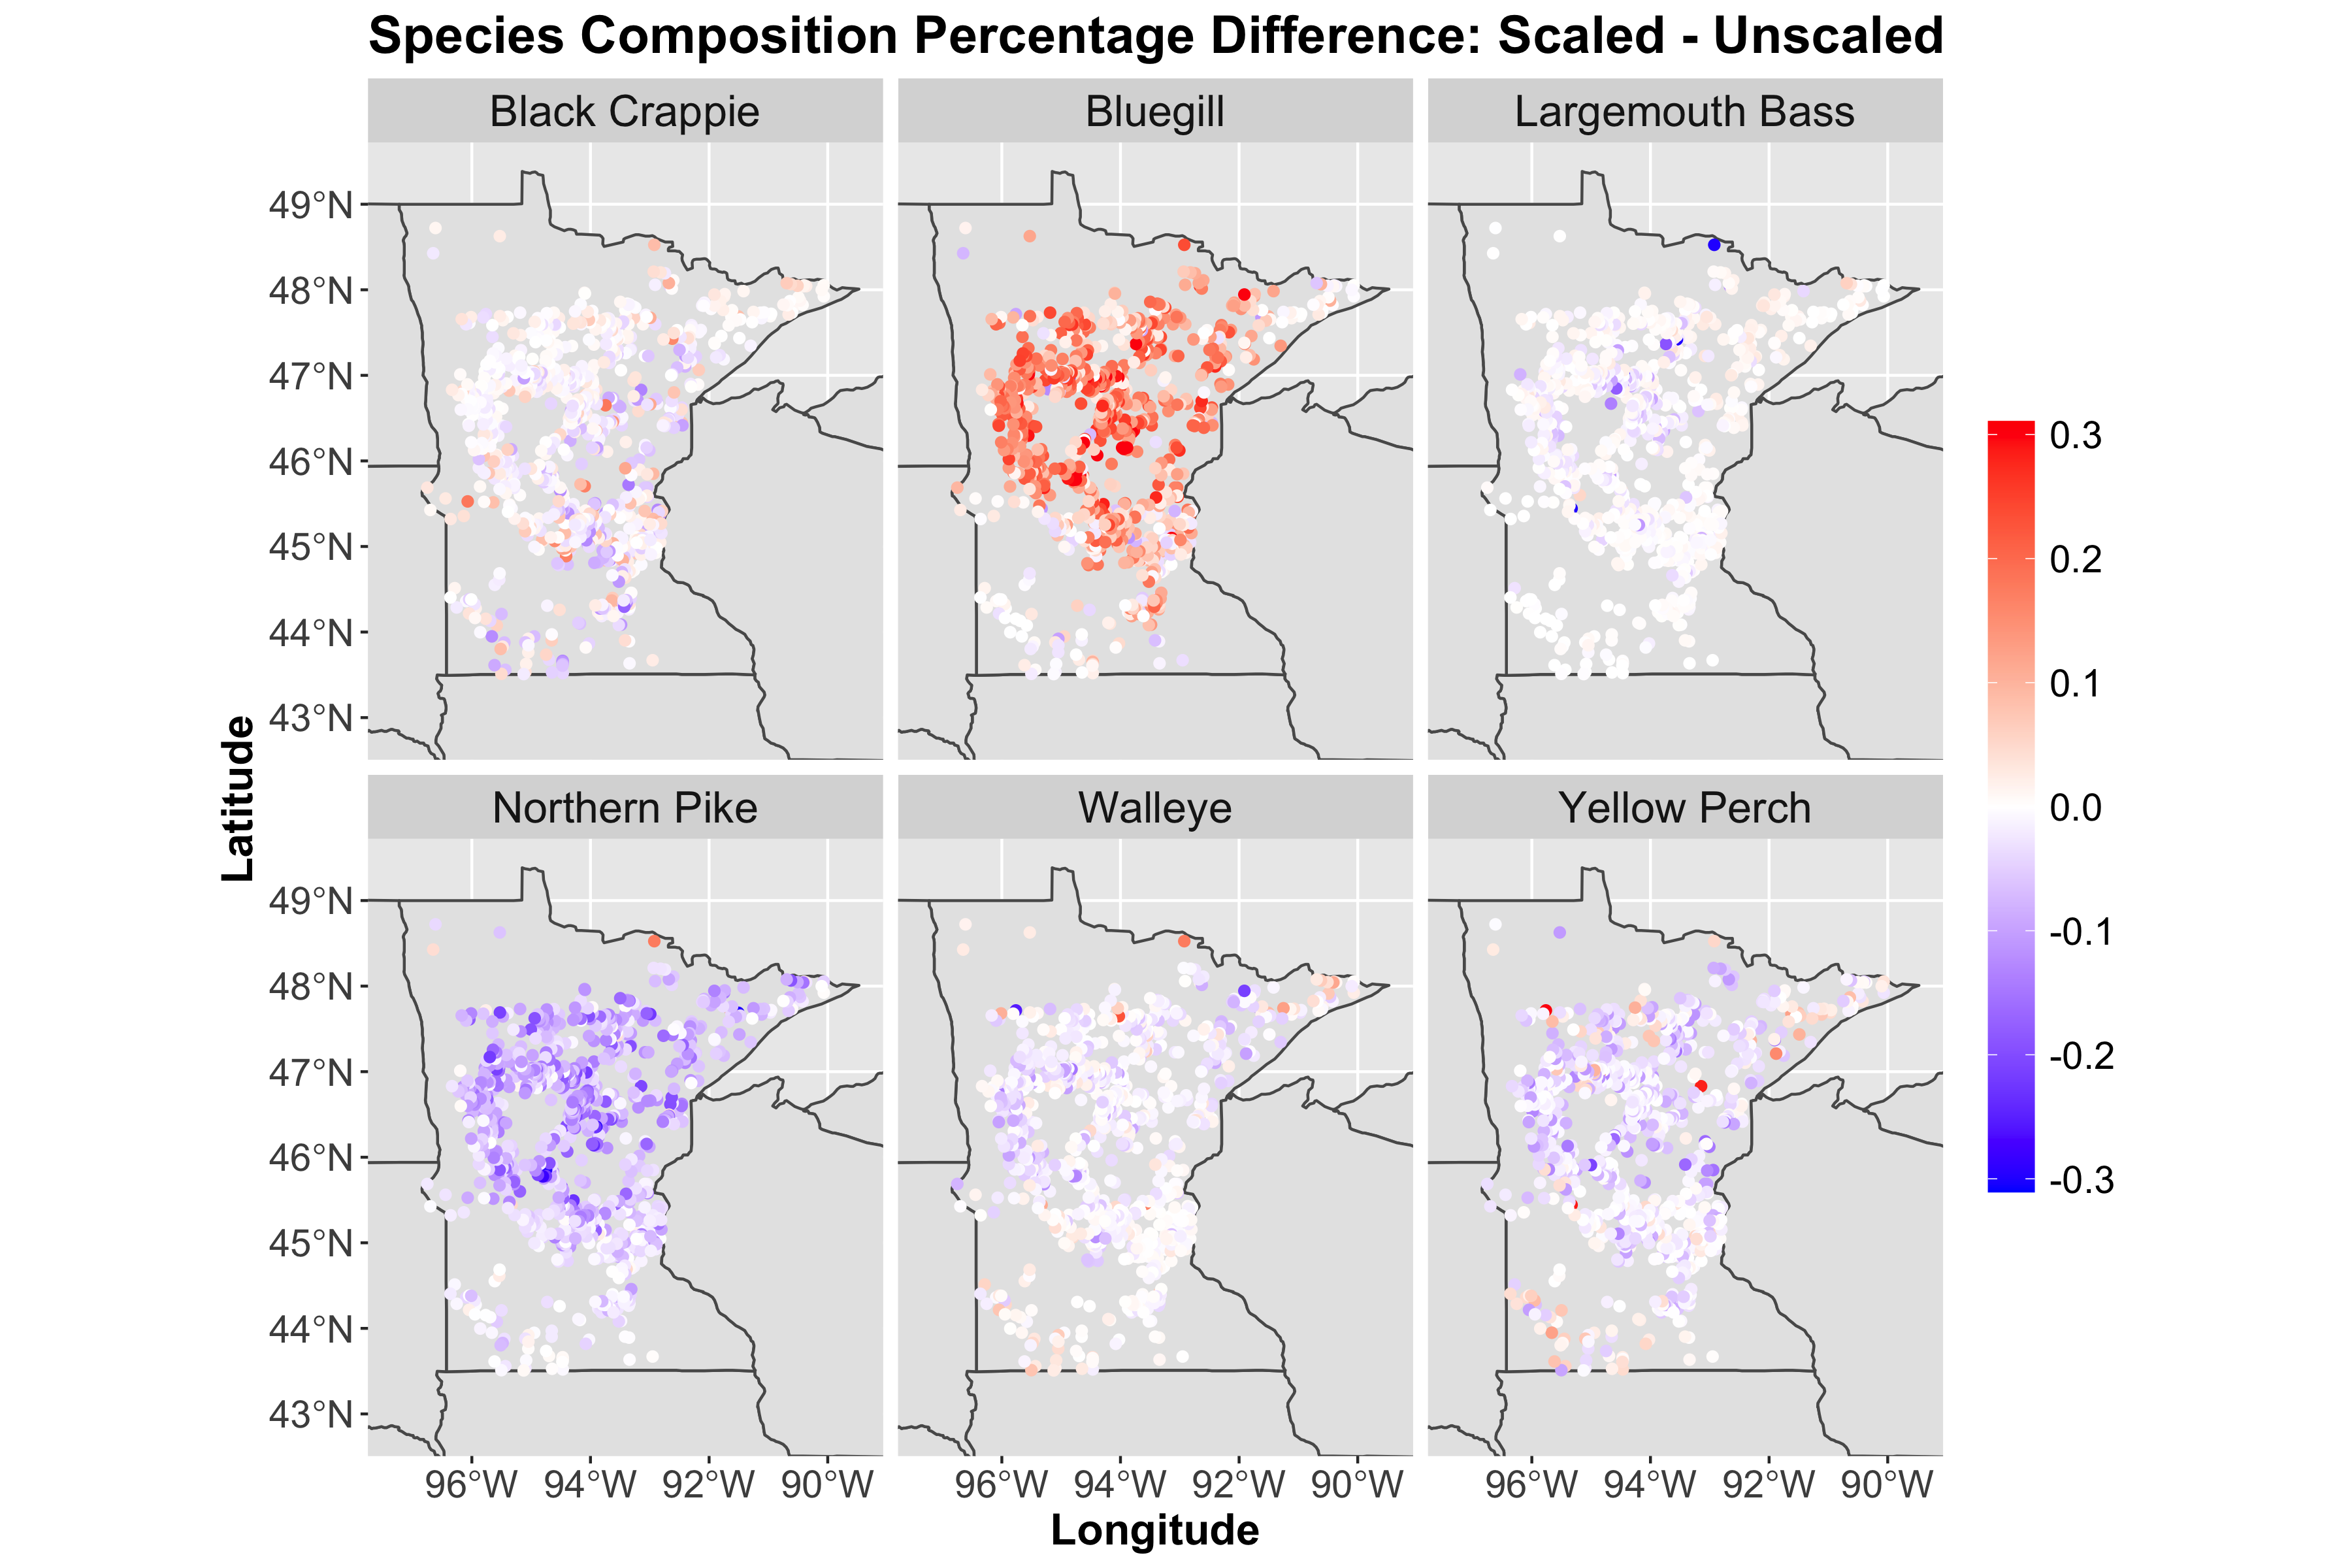 Species Composition Percentage Difference: Scaled - Unscaled
Black Crappie
Bluegill
Largemouth Bass
49°N
48°N
47°N
46°N
45°N
44°N
43°N
Northern Pike
Walleye
Yellow Perch
49°N
48°N
47°N
46°N
45°N
44°N
43°N
96°W 94°W 92°W 90°W
96°W 94°W 92°W 90°W
96°W 94°W 92°W 90°W
Longitude
Latitude
0.3
0.2
0.1
0.0
-0.1
-0.2
-0.3